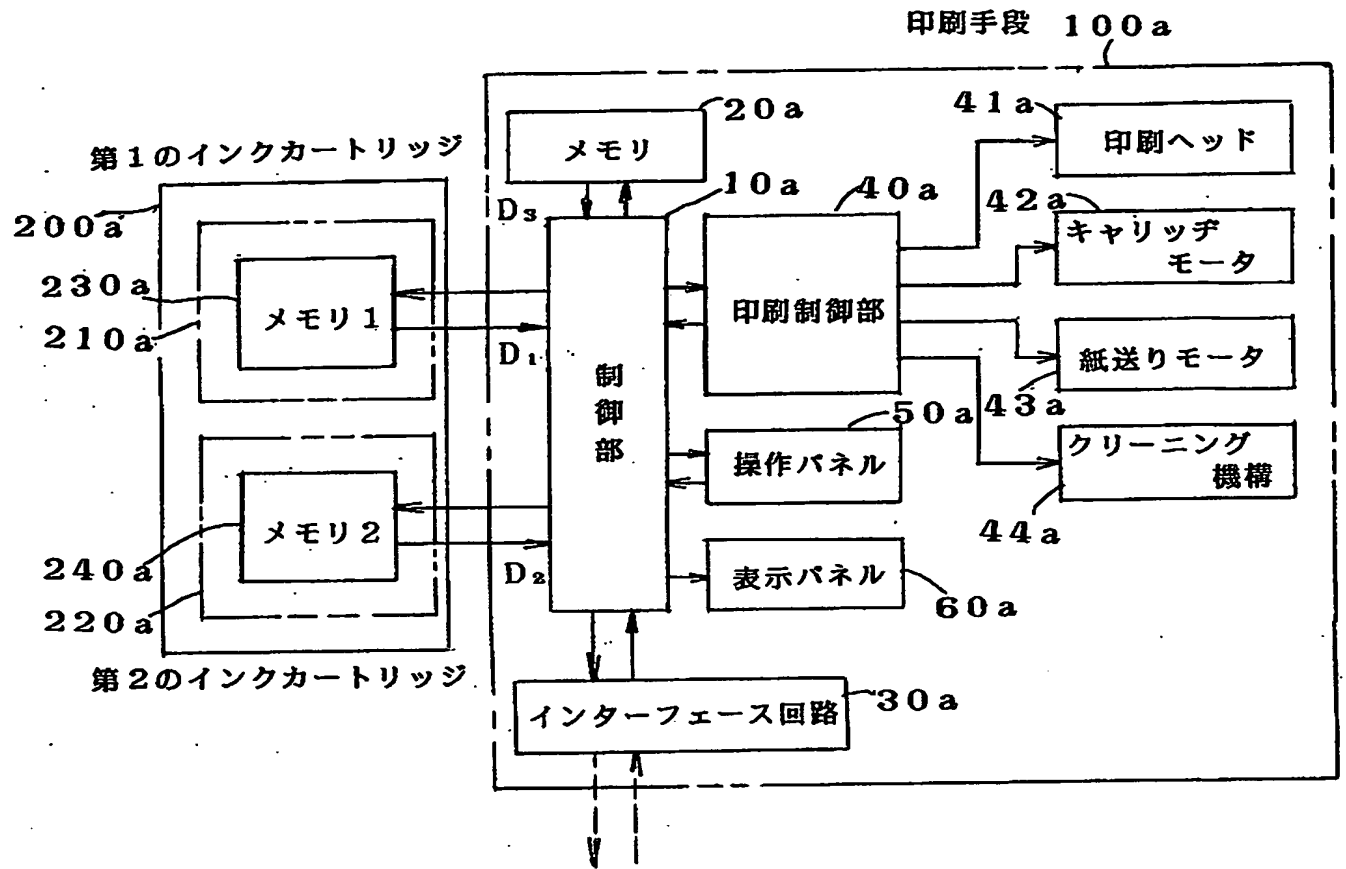 印刷手段 100a
20a
メモリ
41a
印刷ヘッド
第1のインクカートリッジ
10a
40a
D₃
42a
200a
キャリッヂ
モータ
230a
メモリ1
210a
D₁
印刷制御部
制御部
紙送りモータ
43a
50a
操作パネル
クリーニング
機構
44a
メモリ2
240a
D₂
220a
表示パネル
60a
第2のインクカートリッジ
インターフェース回路
30a